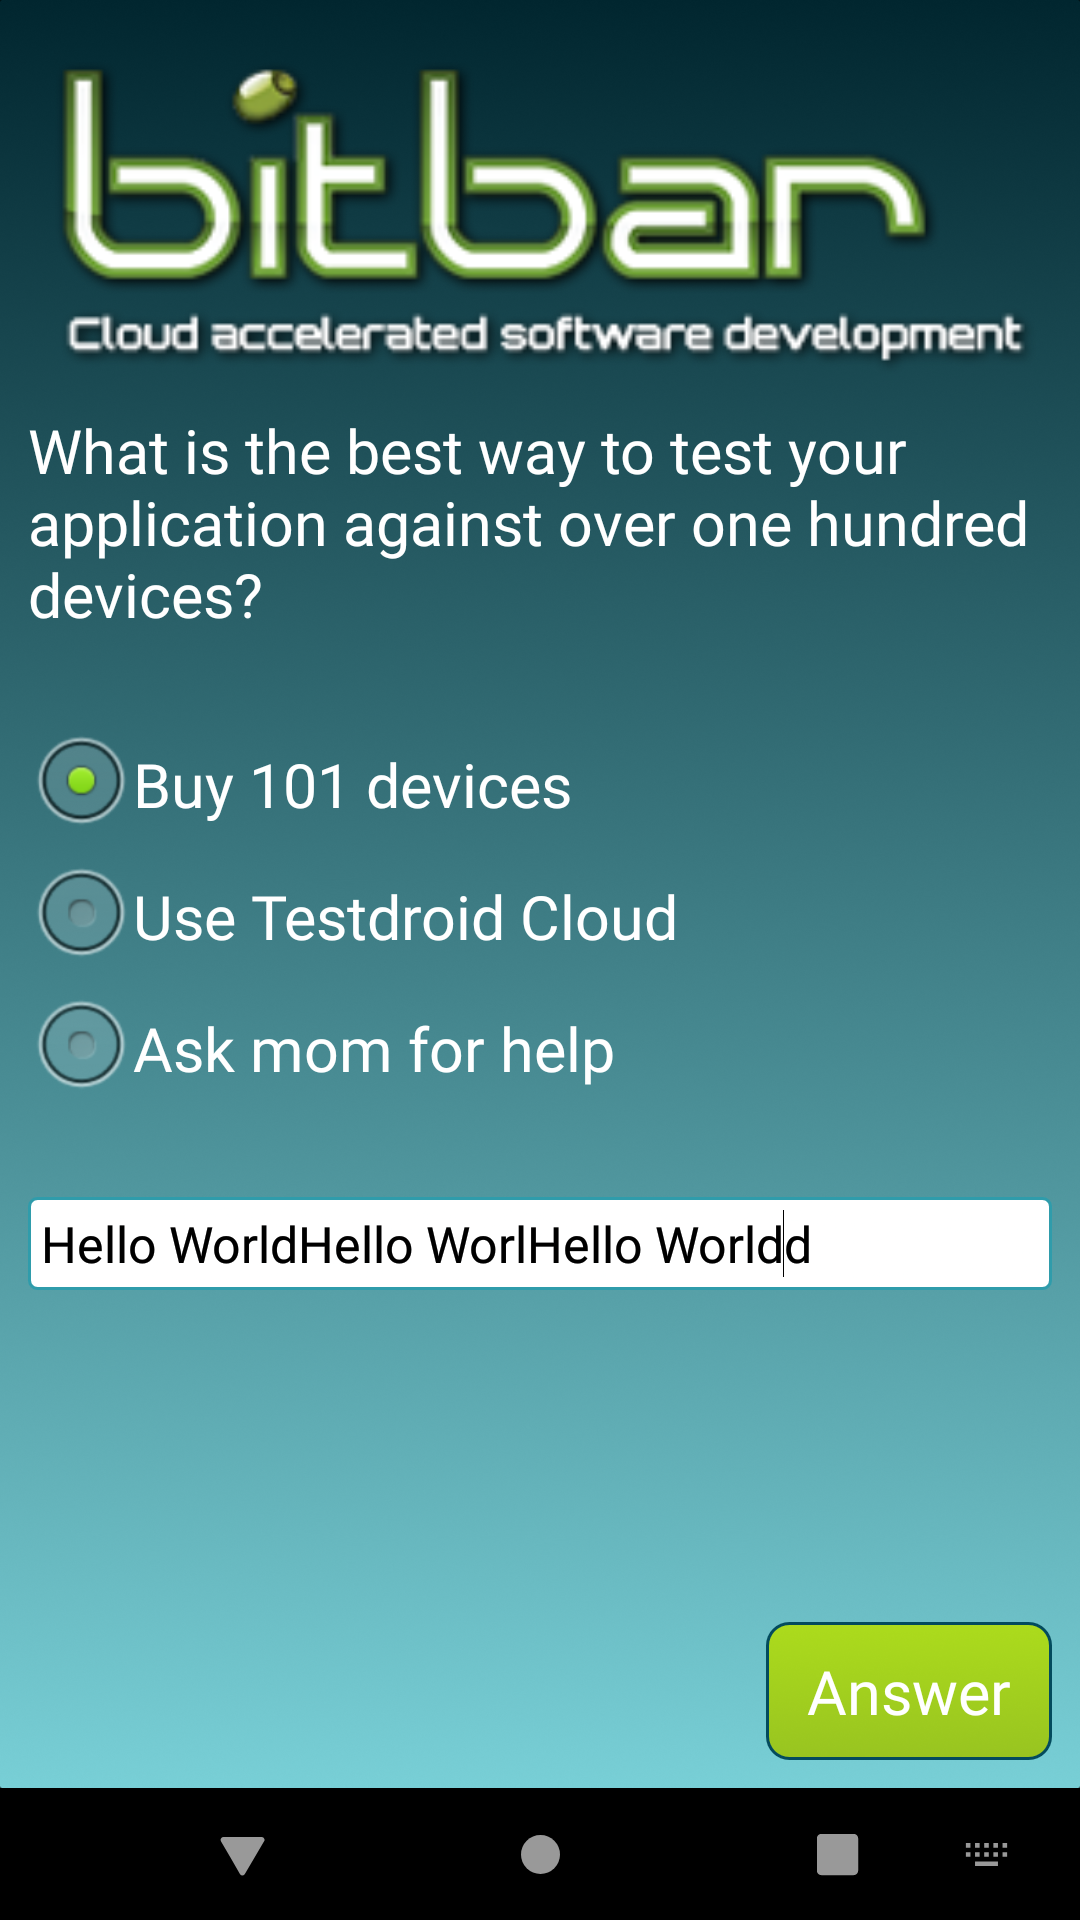 bitbar
Cloud accelerated software development
What is the best way to test your
application against over one hundred
devices?
Buy 101 devices
Use Testdroid Cloud
Ask mom for help
Hello WorldHello WorlHello Worldd
Answer